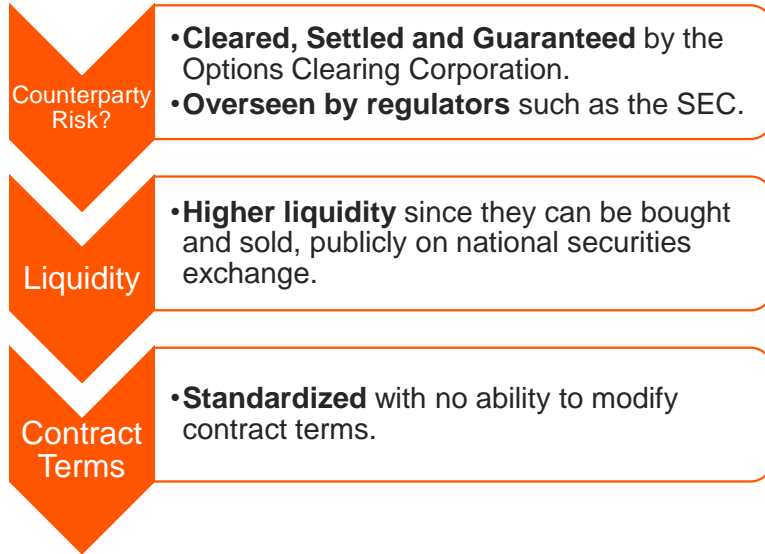 Counterparty
Risk?
•Cleared, Settled and Guaranteed by the
Options Clearing Corporation.
•Overseen by regulators such as the SEC.
Liquidity
•Higher liquidity since they can be bought
and sold, publicly on national securities
exchange.
Contract
Terms
•Standardized with no ability to modify
contract terms.